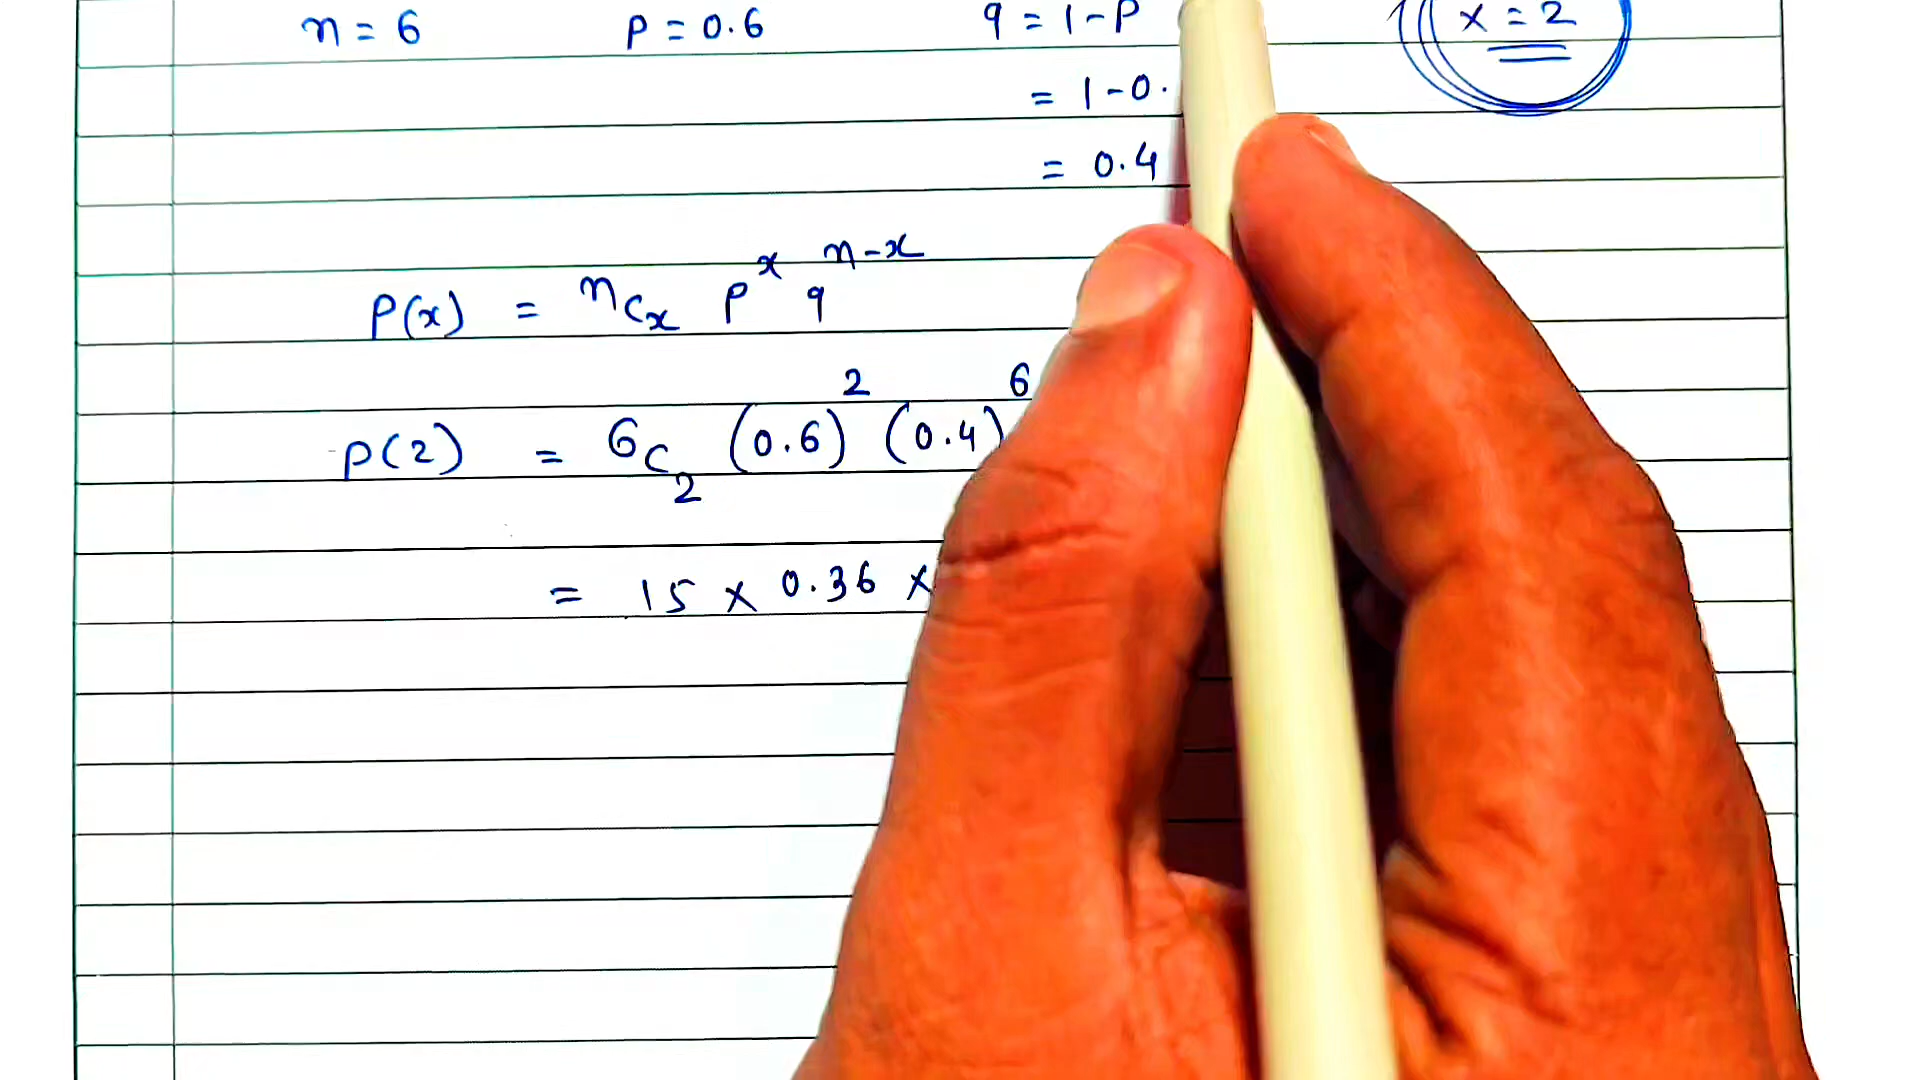 n = 6 p = 0.6 q = 1 - p x = 2
= 1 - 0.
= 0.4
P(x) = nCx p^x q^n-x
P(2) = 6C2 (0.6)^2 (0.4)^6
= 15 × 0.36 ×